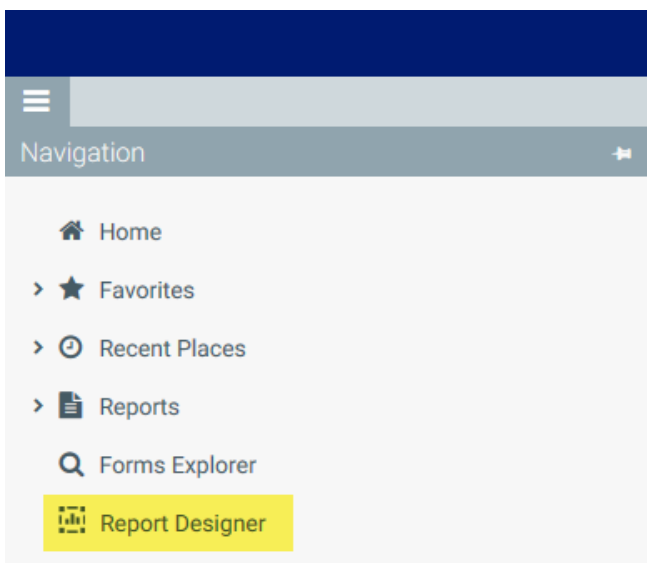 Navigation
Home
Favorites
Recent Places
Reports
Forms Explorer
Report Designer